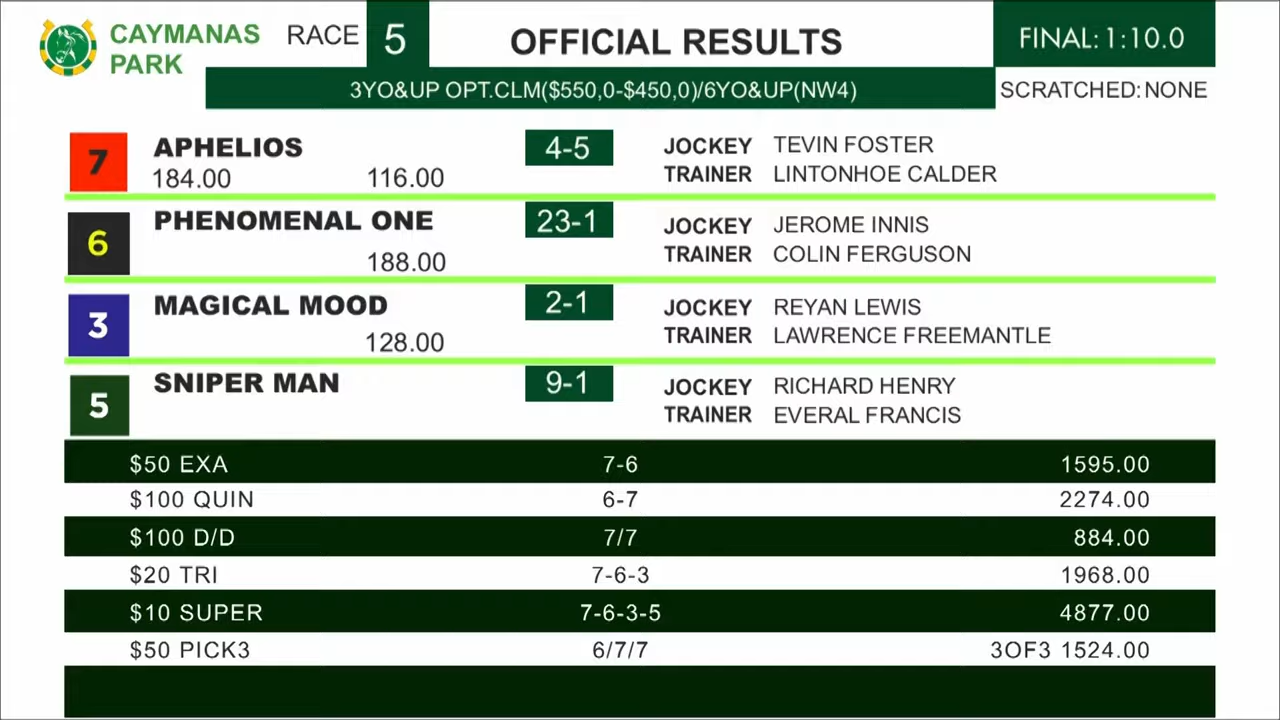 CAYMANAS PARK
RACE 5
OFFICIAL RESULTS
FINAL: 1:10.0
3YO&UP OPT.CLM($550,0-$450,0)/6YO&UP(NW4)
SCRATCHED: NONE
7 APHELIOS 4-5 JOCKEY TEVIN FOSTER
184.00 116.00 TRAINER LINTONHOE CALDER
6 PHENOMENAL ONE 23-1 JOCKEY JEROME INNIS
188.00 TRAINER COLIN FERGUSON
3 MAGICAL MOOD 2-1 JOCKEY REYAN LEWIS
128.00 TRAINER LAWRENCE FREEMANTLE
5 SNIPER MAN 9-1 JOCKEY RICHARD HENRY
TRAINER EVERAL FRANCIS
$50 EXA 7-6 1595.00
$100 QUIN 6-7 2274.00
$100 D/D 7/7 884.00
$20 TRI 7-6-3 1968.00
$10 SUPER 7-6-3-5 4877.00
$50 PICK3 6/7/7 3OF3 1524.00